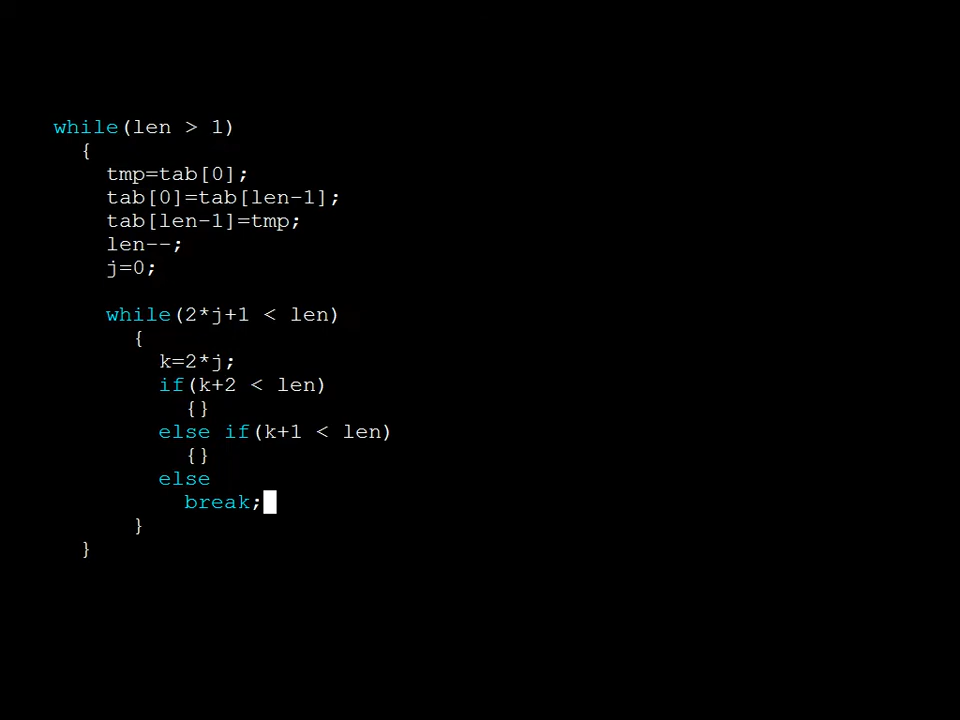 while(len > 1)
{
tmp=tab[0];
tab[0]=tab[len-1];
tab[len-1]=tmp;
len--;
j=0;
while(2*j+1 < len)
{
k=2*j;
if(k+2 < len)
{}
else if(k+1 < len)
{}
else
break;
}
}